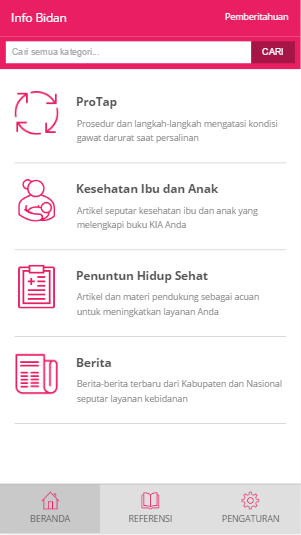 Info Bidan
Pemberitahuan
Cari semua kategori...
CARI
ProTap
Prosedur dan langkah-langkah mengatasi kondisi
gawat darurat saat persalinan
Kesehatan Ibu dan Anak
Artikel seputar kesehatan ibu dan anak yang
melengkapi buku KIA Anda
Penuntun Hidup Sehat
Artikel dan materi pendukung sebagai acuan
untuk meningkatkan layanan Anda
Berita
Berita-berita terbaru dari Kabupaten dan Nasional
seputar layanan kebidanan
BERANDA
REFERENSI
PENGATURAN